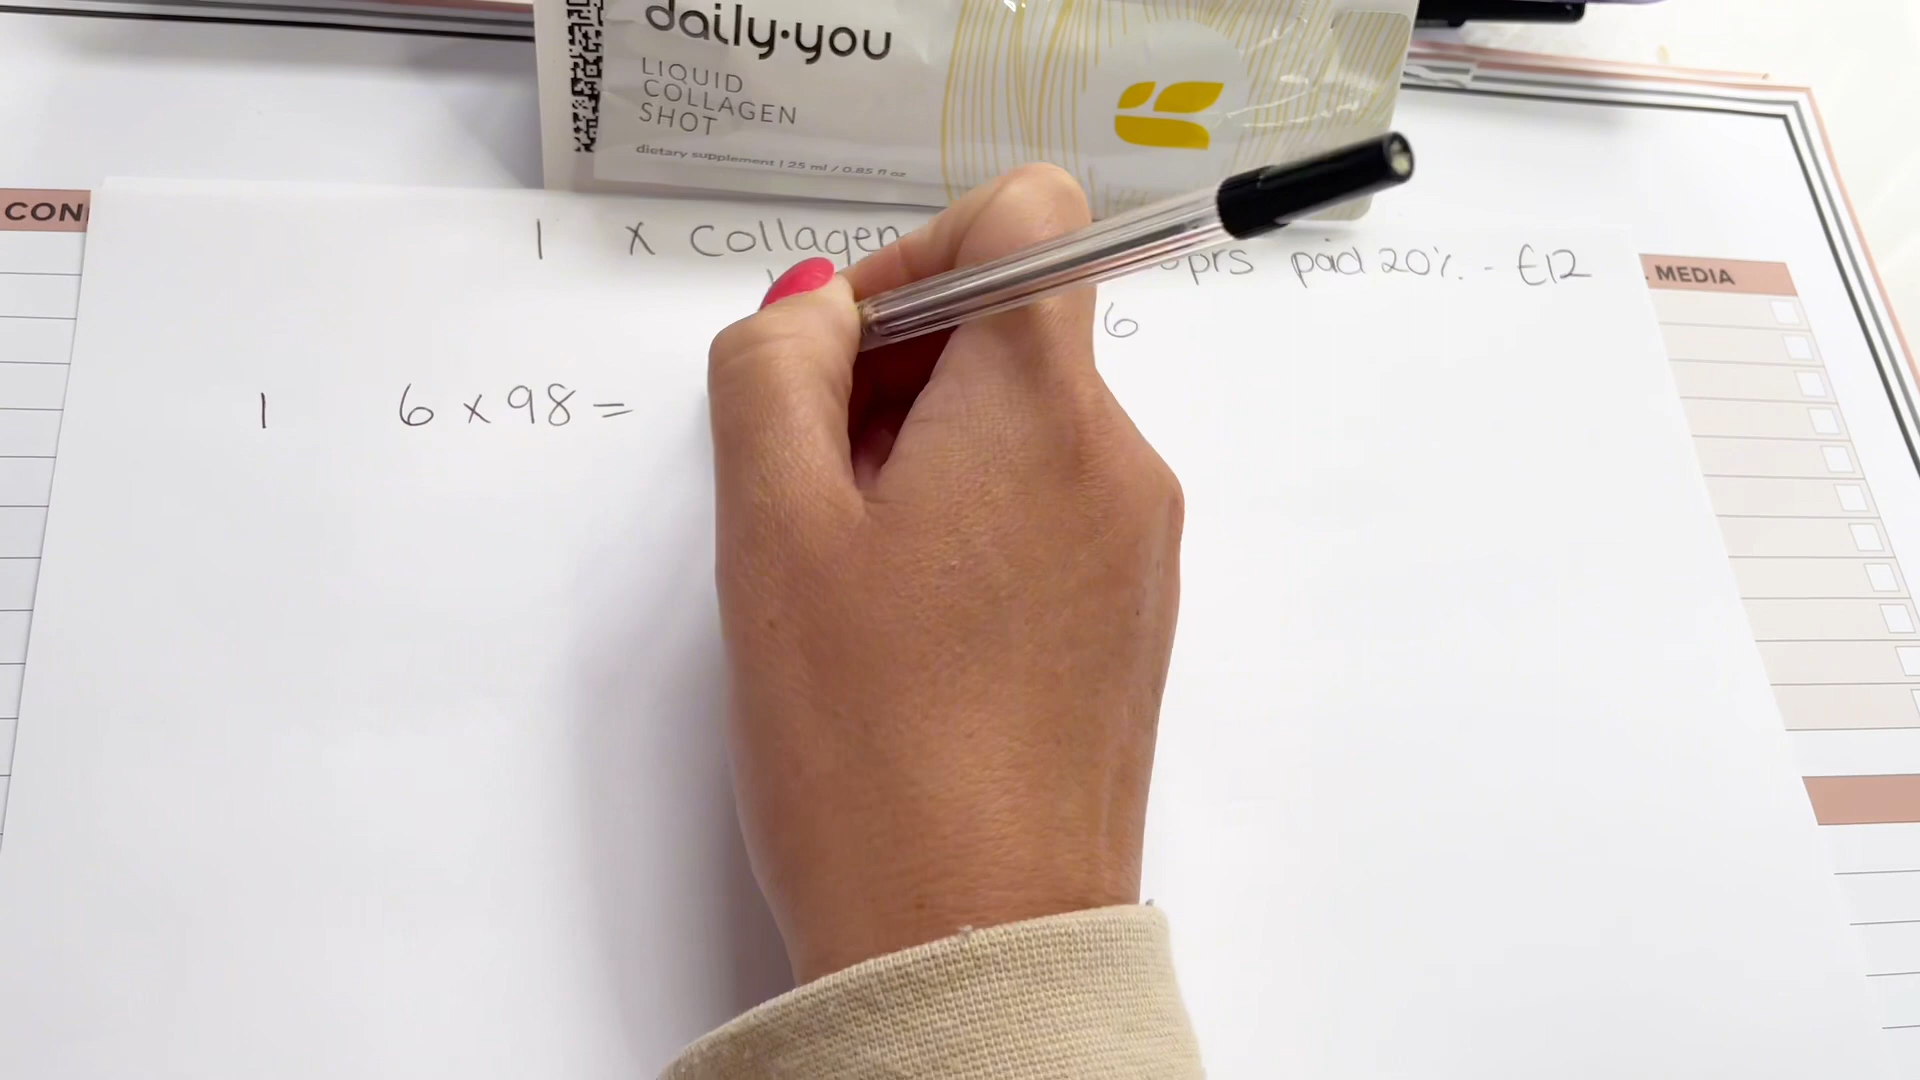 daily·you
LIQUID
COLLAGEN
SHOT
dietary supplement | 25 ml / 0.85 fl oz
CON
1 x Collagen paid 20% - £12
MEDIA
6
1 6 x 98 =